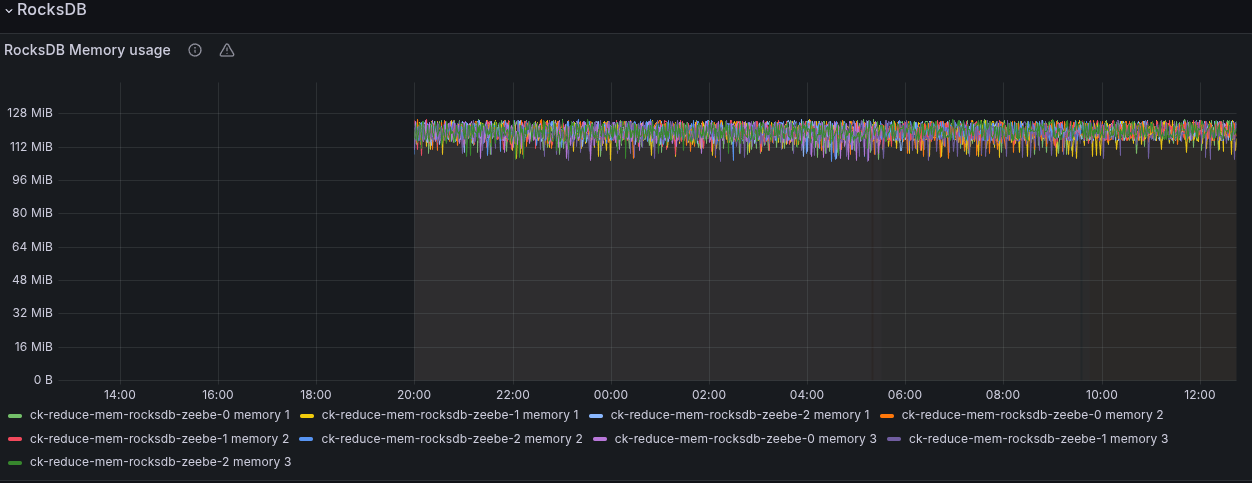 RocksDB
RocksDB Memory usage
128 MiB
112 MiB
96 MiB
80 MiB
64 MiB
48 MiB
32 MiB
16 MiB
0 B
14:00 16:00 18:00 20:00 22:00 00:00 02:00 04:00 06:00 08:00 10:00 12:00
ck-reduce-mem-rocksdb-zeebe-0 memory 1 ck-reduce-mem-rocksdb-zeebe-1 memory 1 ck-reduce-mem-rocksdb-zeebe-2 memory 1 ck-reduce-mem-rocksdb-zeebe-0 memory 2
ck-reduce-mem-rocksdb-zeebe-1 memory 2 ck-reduce-mem-rocksdb-zeebe-2 memory 2 ck-reduce-mem-rocksdb-zeebe-0 memory 3 ck-reduce-mem-rocksdb-zeebe-1 memory 3
ck-reduce-mem-rocksdb-zeebe-2 memory 3